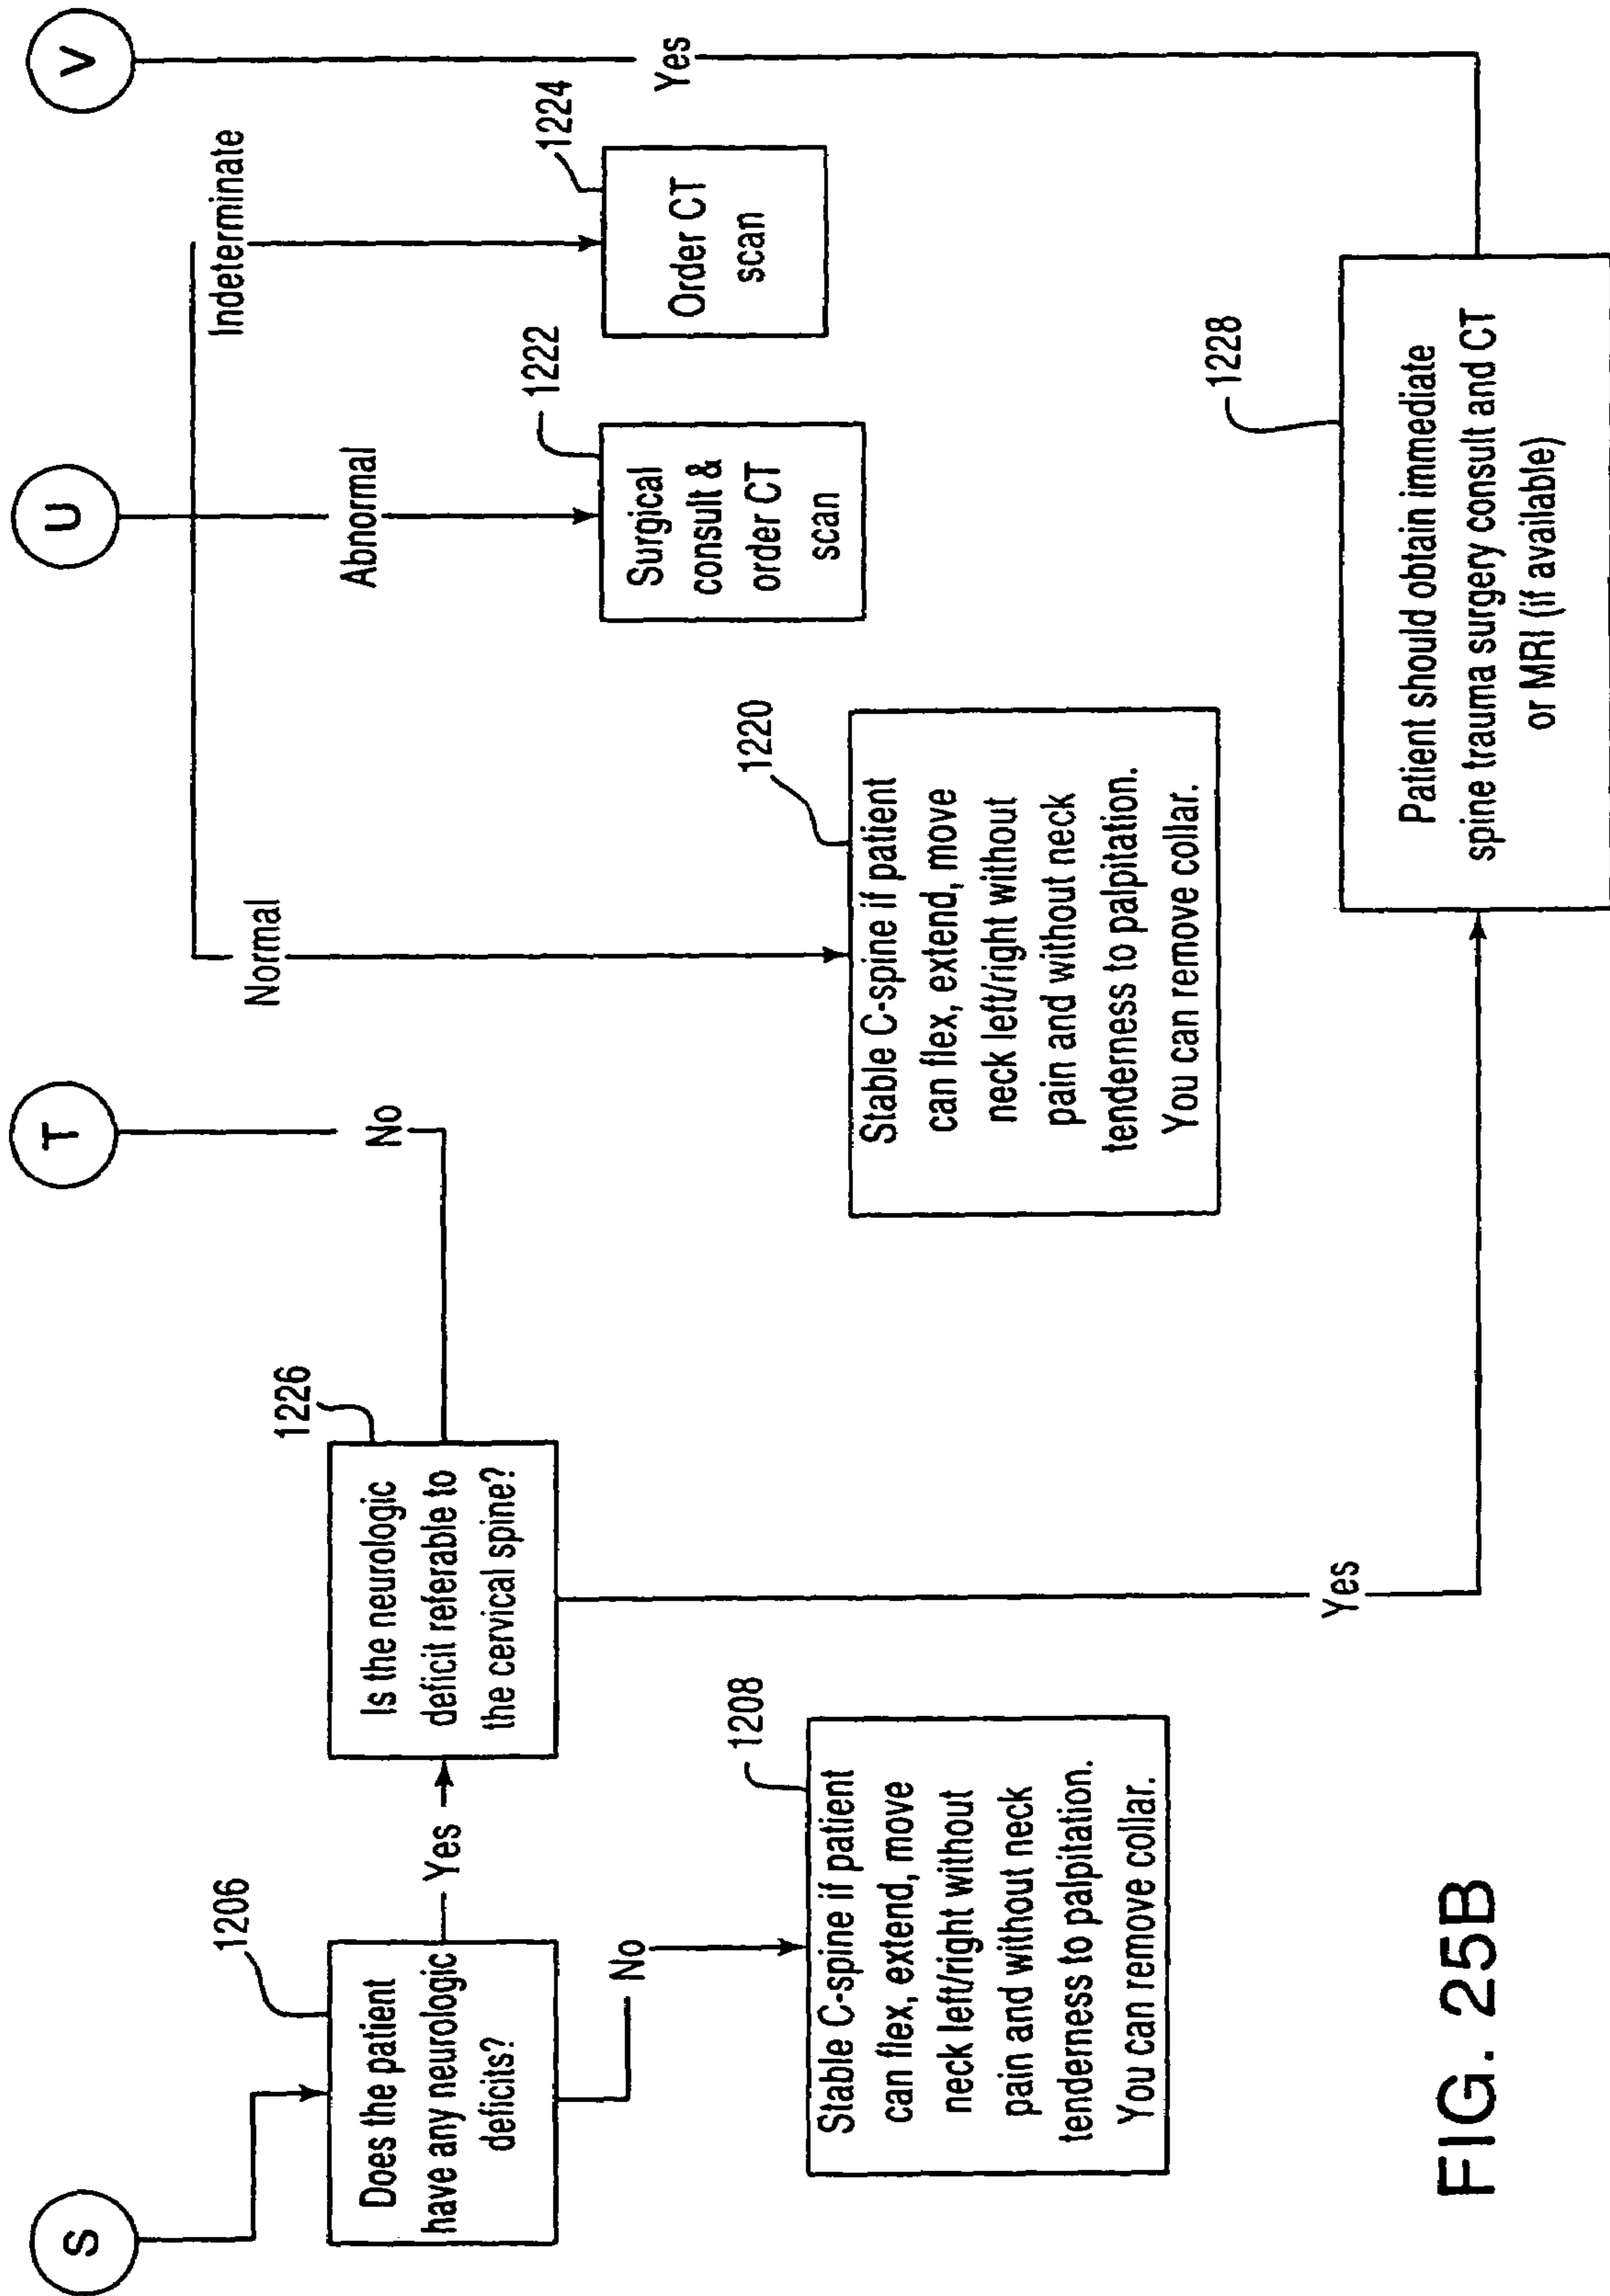 S
T
U
V
1206
Does the patient
have any neurologic
deficits?
Yes
No
1226
Is the neurologic
deficit referable to
the cervical spine?
No
Yes
1208
Stable C-spine if patient
can flex, extend, move
neck left/right without
pain and without neck
tenderness to palpitation.
You can remove collar.
Normal
Abnormal
Indeterminate
1220
Stable C-spine if patient
can flex, extend, move
neck left/right without
pain and without neck
tenderness to palpitation.
You can remove collar.
1222
Surgical
consult &
order CT
scan
1224
Order CT
scan
Yes
1228
Patient should obtain immediate
spine trauma surgery consult and CT
or MRI (if available)
FIG. 25B